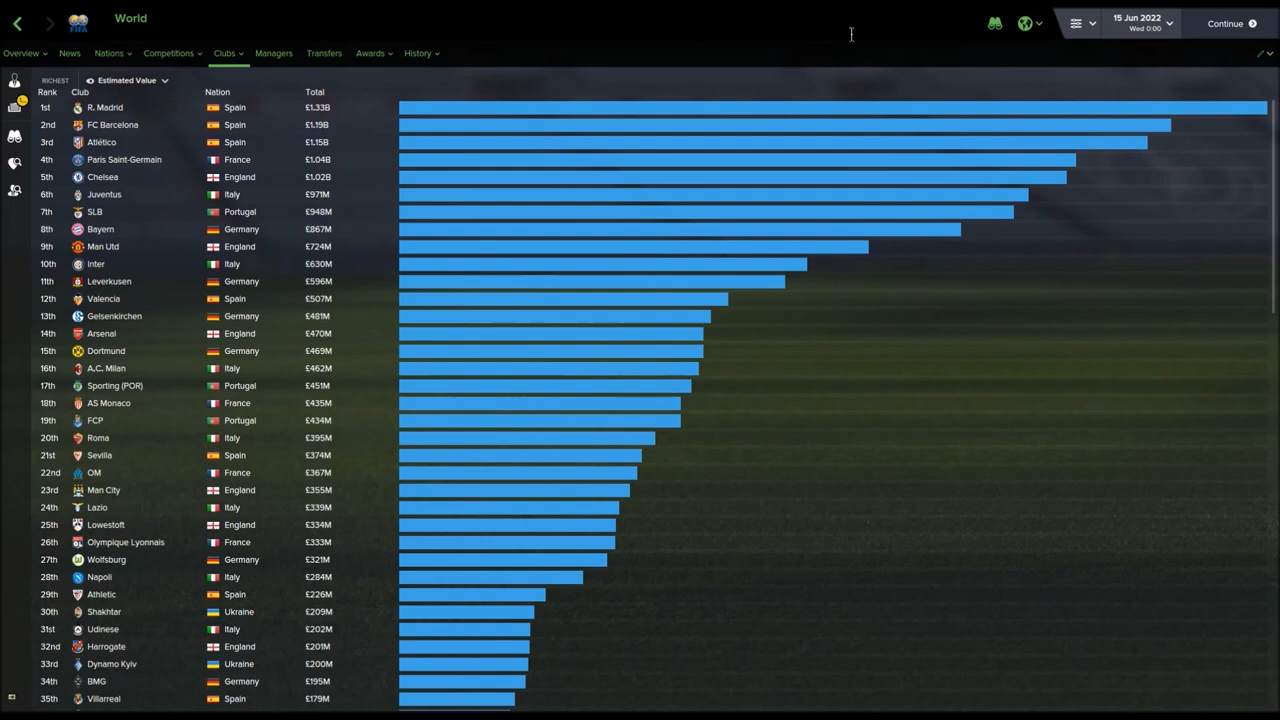 World
FIFA
15 Jun 2022
Wed 0:00
Continue
Overview News Nations Competitions Clubs Managers Transfers Awards History
RICHEST Estimated Value
Rank Club Nation Total
1st R. Madrid Spain £1.33B
2nd FC Barcelona Spain £1.19B
3rd Atlético Spain £1.15B
4th Paris Saint-Germain France £1.04B
5th Chelsea England £1.02B
6th Juventus Italy £971M
7th SLB Portugal £948M
8th Bayern Germany £867M
9th Man Utd England £724M
10th Inter Italy £630M
11th Leverkusen Germany £596M
12th Valencia Spain £507M
13th Gelsenkirchen Germany £481M
14th Arsenal England £470M
15th Dortmund Germany £469M
16th A.C. Milan Italy £462M
17th Sporting (POR) Portugal £451M
18th AS Monaco France £435M
19th FCP Portugal £434M
20th Roma Italy £395M
21st Sevilla Spain £374M
22nd OM France £367M
23rd Man City England £355M
24th Lazio Italy £339M
25th Lowestoft England £334M
26th Olympique Lyonnais France £333M
27th Wolfsburg Germany £321M
28th Napoli Italy £284M
29th Athletic Spain £226M
30th Shakhtar Ukraine £209M
31st Udinese Italy £202M
32nd Harrogate England £201M
33rd Dynamo Kyiv Ukraine £200M
34th BMG Germany £195M
35th Villarreal Spain £179M